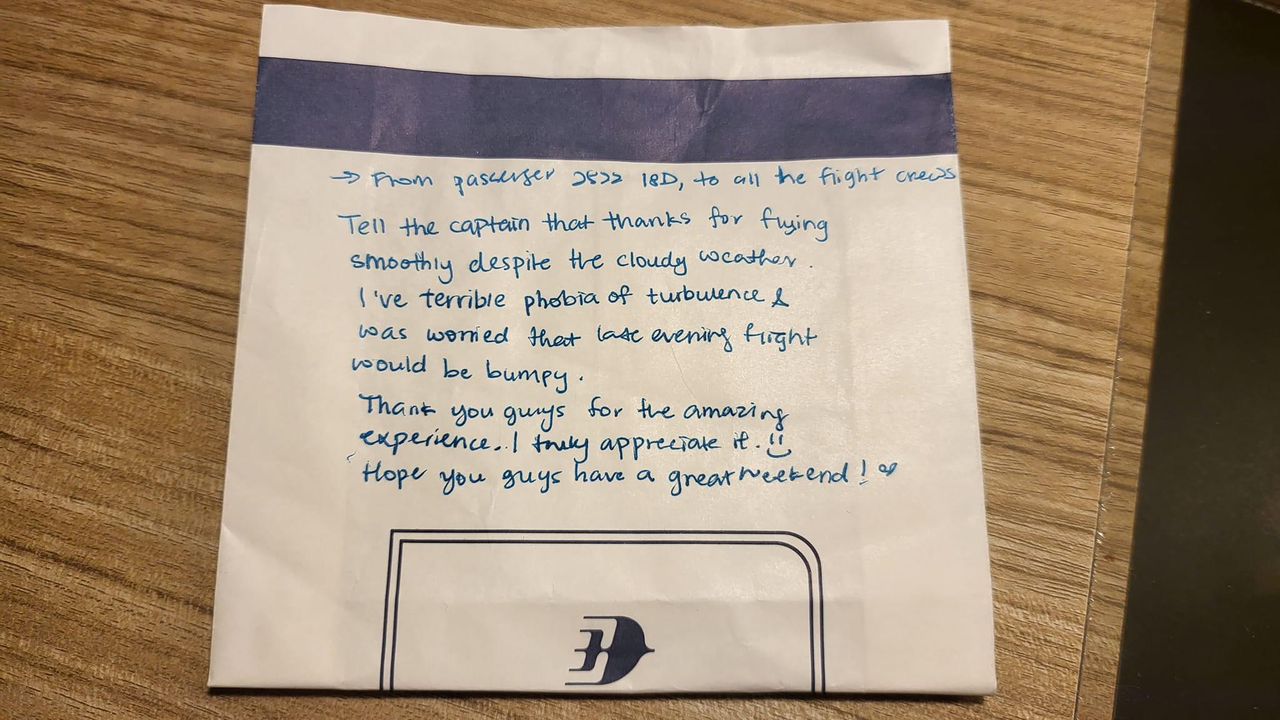 → From passenger 2522 18D, to all the flight crews
Tell the captain that thanks for flying
smoothly despite the cloudy weather.
I've terrible phobia of turbulence &
was worried that late evening flight
would be bumpy.
Thank you guys for the amazing
experience.. I truly appreciate it. ☺
Hope you guys have a great weekend! ♡